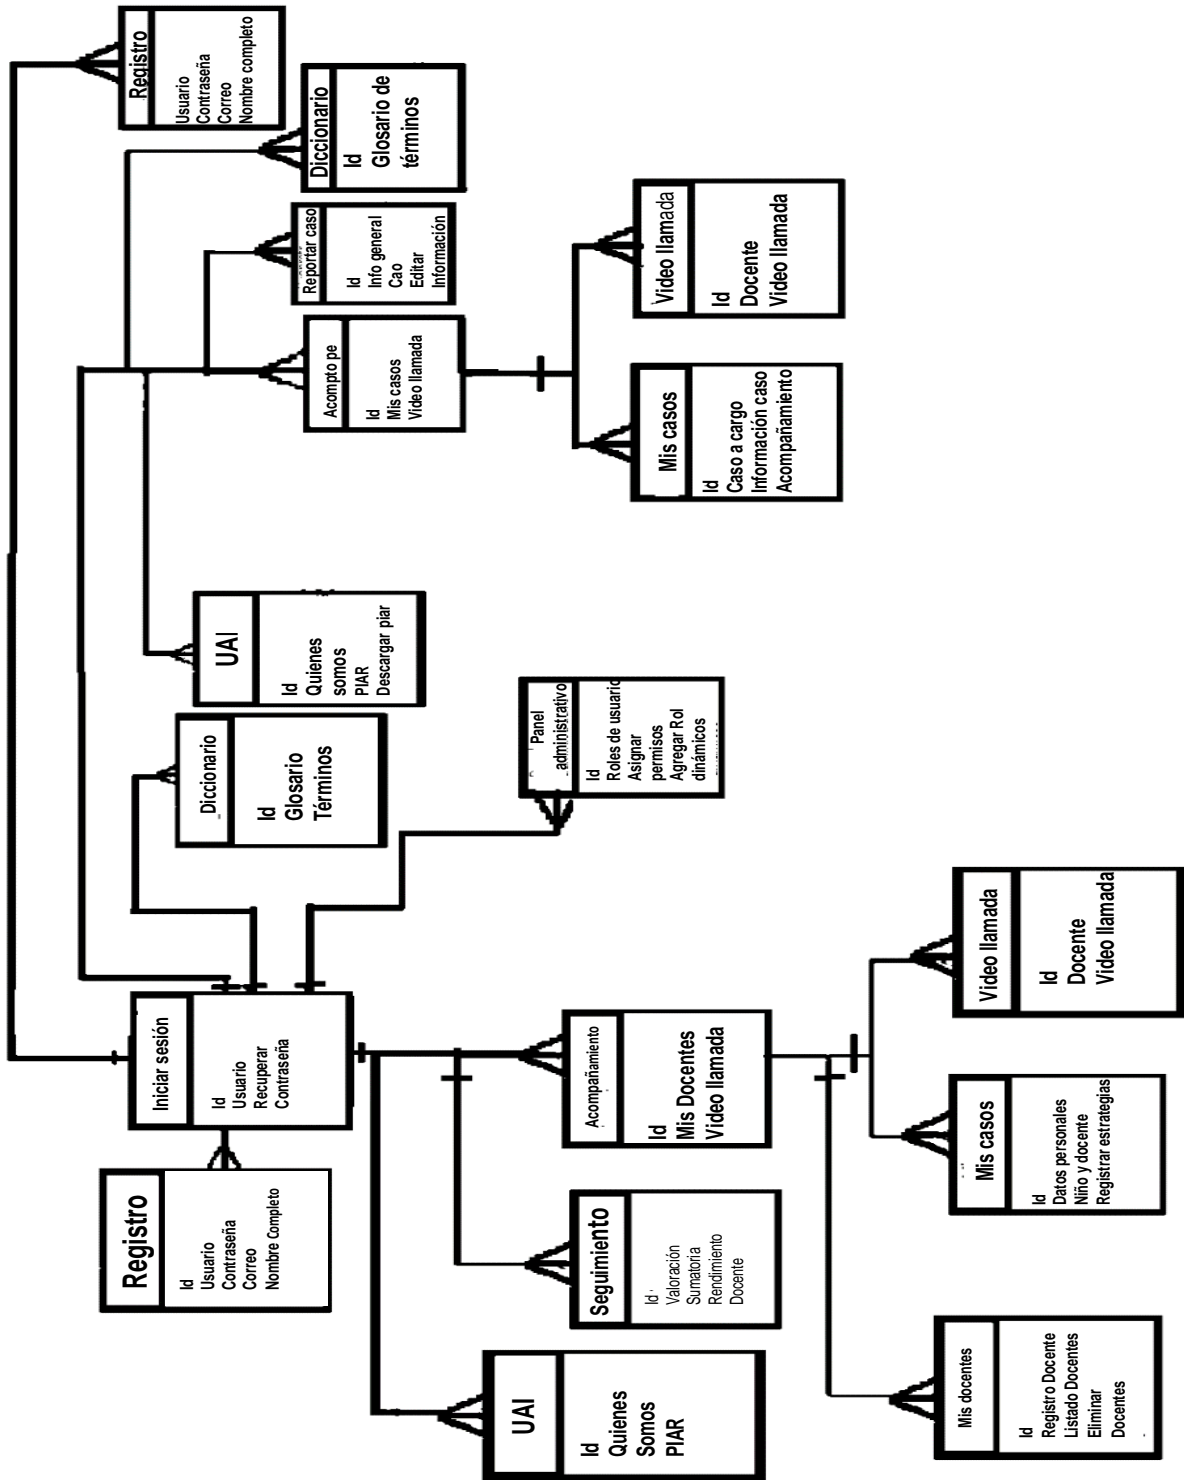 Registro
Usuario
Contraseña
Correo
Nombre completo
Diccionario
Id
Glosario de
términos
Reportar caso
Id
Info general
Cao
Editar
Información
Acompto pe
Id
Mis casos
Video llamada
Video llamada
Id
Docente
Video llamada
Mis casos
Id
Caso a cargo
Información caso
Acompañamiento
UAI
Id
Quienes
somos
PIAR
Descargar piar
Diccionario
Id
Glosario
Términos
Panel
administrativo
Id
Roles de usuario
Asignar
permisos
Agregar Rol
dinámicos
Iniciar sesión
Id
Usuario
Recuperar
Contraseña
Registro
Id
Usuario
Contraseña
Correo
Nombre Completo
Acompañamiento
Id
Mis Docentes
Video llamada
Seguimiento
Id
Valoración
Sumatoria
Rendimiento
Docente
UAI
Id
Quienes
Somos
PIAR
Video llamada
Id
Docente
Video llamada
Mis casos
Id
Datos personales
Niño y docente
Registrar estrategias
Mis docentes
Id
Registro Docente
Listado Docentes
Eliminar
Docentes